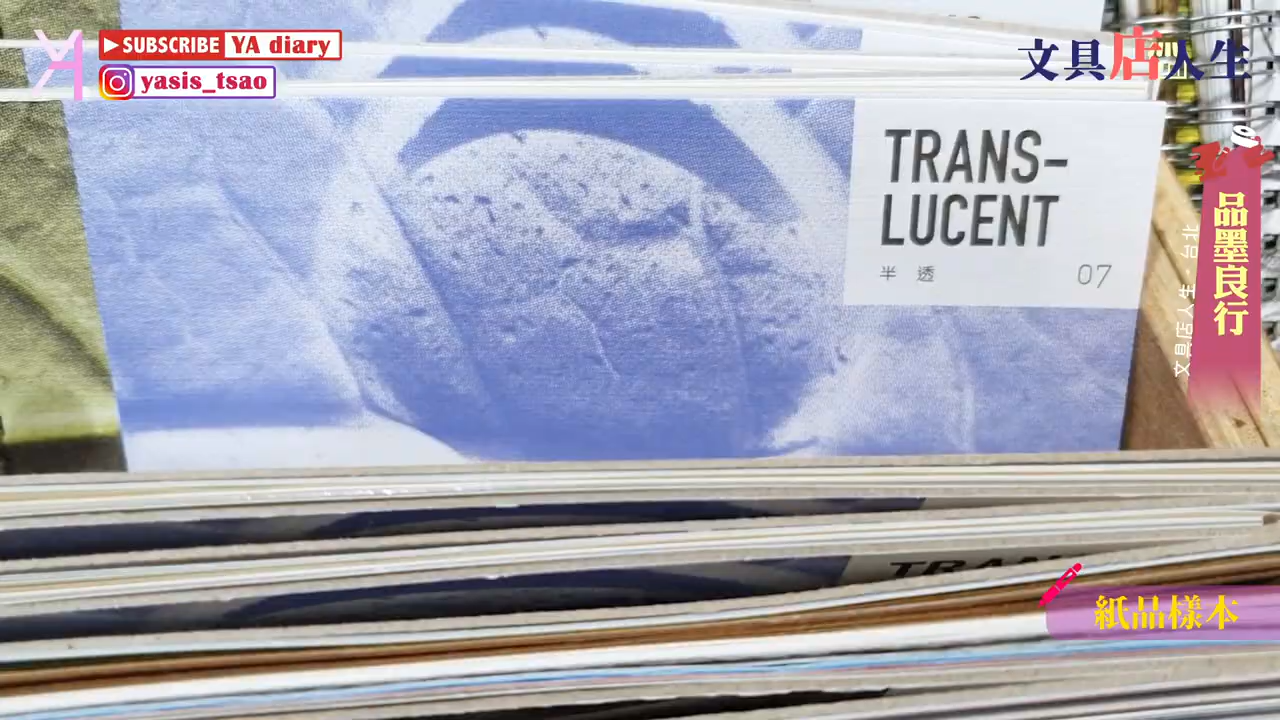 SUBSCRIBE YA diary
yasis_tsao
文具店人生
TRANS-
LUCENT
半透 07
品墨良行
文具店人生．台北
TRAN
紙品樣本